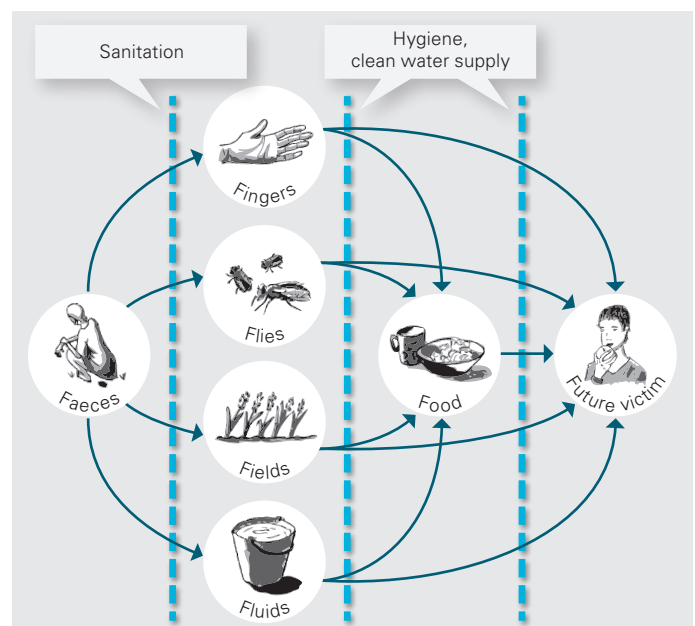 Sanitation
Hygiene,
clean water supply
Fingers
Flies
Faeces
Food
Future victim
Fields
Fluids